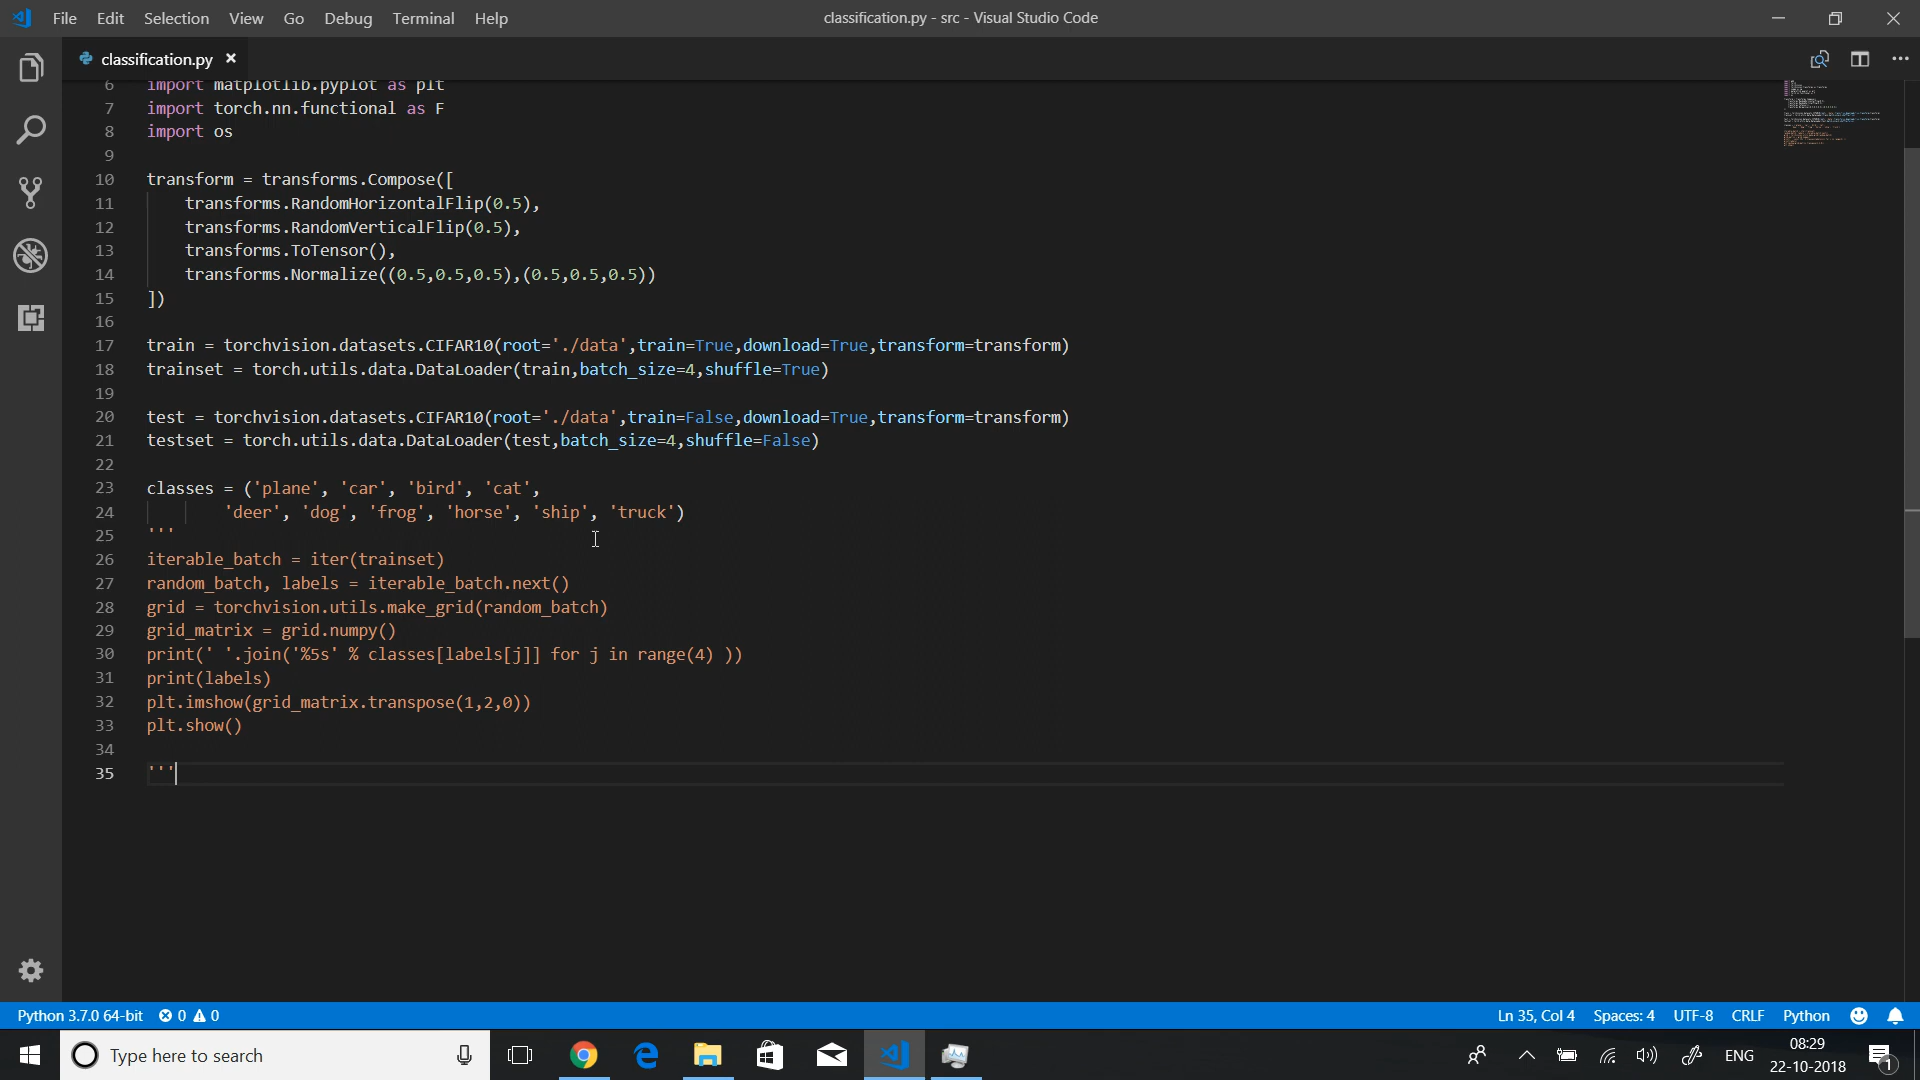 File Edit Selection View Go Debug Terminal Help
classification.py - src - Visual Studio Code
classification.py
6 import matplotlib.pyplot as plt
7 import torch.nn.functional as F
8 import os
9
10 transform = transforms.Compose([
11     transforms.RandomHorizontalFlip(0.5),
12     transforms.RandomVerticalFlip(0.5),
13     transforms.ToTensor(),
14     transforms.Normalize((0.5,0.5,0.5),(0.5,0.5,0.5))
15 ])
16
17 train = torchvision.datasets.CIFAR10(root='./data',train=True,download=True,transform=transform)
18 trainset = torch.utils.data.DataLoader(train,batch_size=4,shuffle=True)
19
20 test = torchvision.datasets.CIFAR10(root='./data',train=False,download=True,transform=transform)
21 testset = torch.utils.data.DataLoader(test,batch_size=4,shuffle=False)
22
23 classes = ('plane', 'car', 'bird', 'cat',
24         'deer', 'dog', 'frog', 'horse', 'ship', 'truck')
25 '''
26 iterable_batch = iter(trainset)
27 random_batch, labels = iterable_batch.next()
28 grid = torchvision.utils.make_grid(random_batch)
29 grid_matrix = grid.numpy()
30 print(' '.join('%5s' % classes[labels[j]] for j in range(4) ))
31 print(labels)
32 plt.imshow(grid_matrix.transpose(1,2,0))
33 plt.show()
34
35 '''
Python 3.7.0 64-bit 0 0
Ln 35, Col 4 Spaces: 4 UTF-8 CRLF Python
Type here to search
ENG
08:29
22-10-2018
1